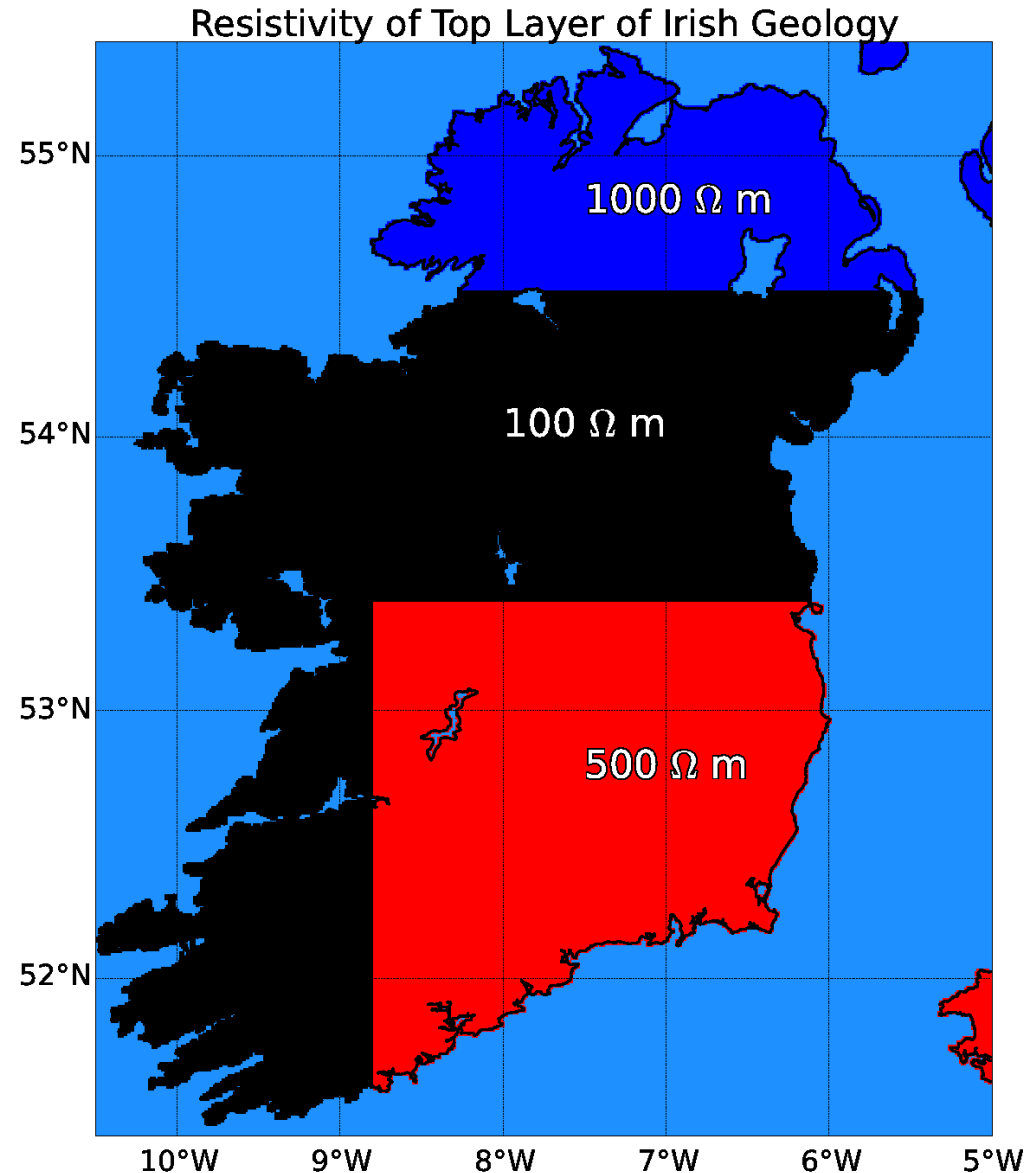 Resistivity of Top Layer of Irish Geology
55°N
1000 Ω m
54°N
100 Ω m
53°N
500 Ω m
52°N
10°W 9°W 8°W 7°W 6°W 5°W